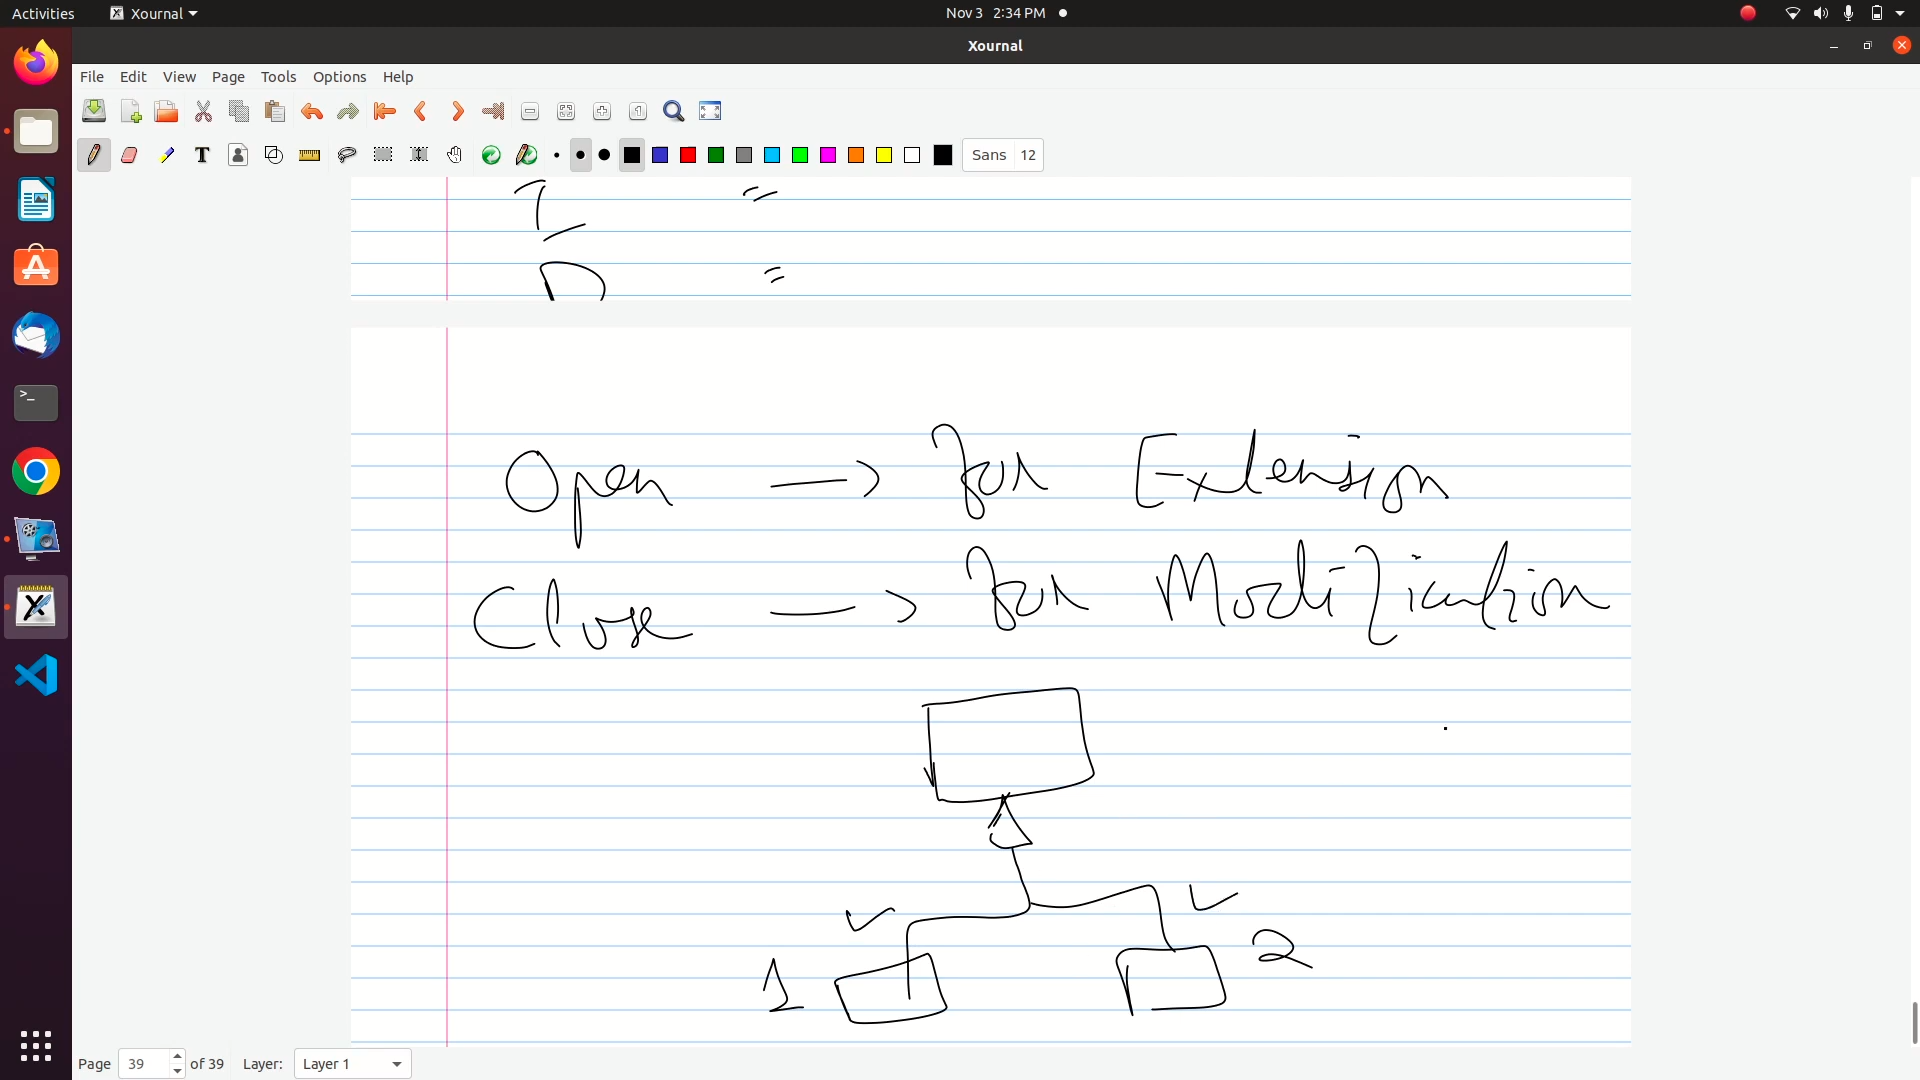 Activities Xournal Nov 3 2:34 PM
Xournal
File Edit View Page Tools Options Help
T Sans 12
I =
D =
Open → for Extension
Close → for Modification
1 2
Page 39 of 39 Layer: Layer 1